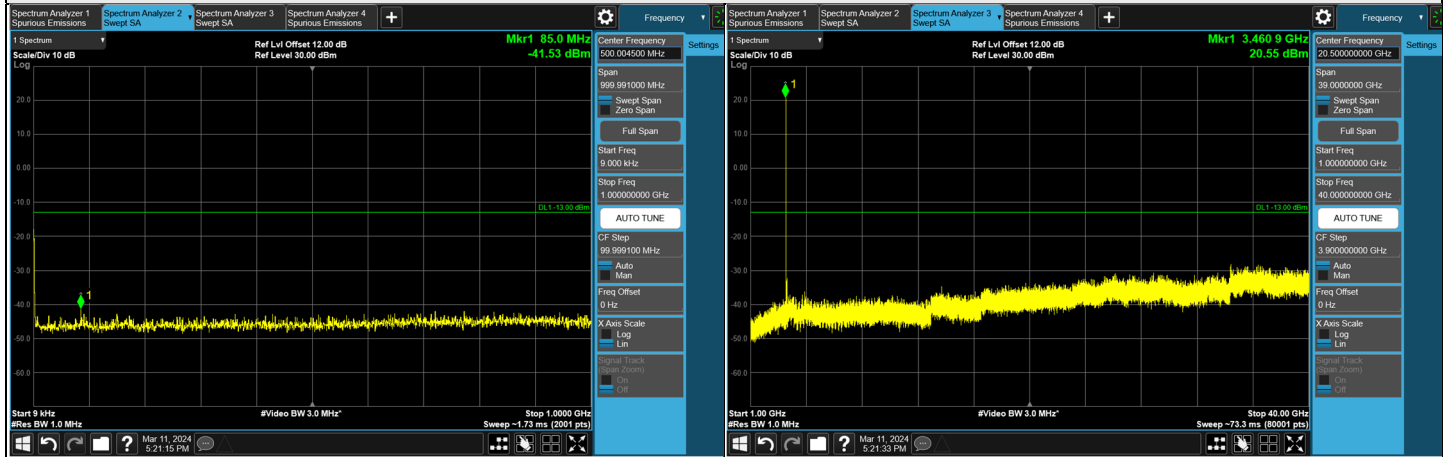 Spectrum Analyzer 1
Spurious Emissions
Spectrum Analyzer 2
Swept SA
Spectrum Analyzer 3
Swept SA
Spectrum Analyzer 4
Spurious Emissions
Frequency
1 Spectrum
Scale/Div 10 dB
Log
Ref Lvl Offset 12.00 dB
Ref Level 30.00 dBm
Mkr1 85.0 MHz
-41.53 dBm
20.0
10.0
0.00
-10.0
-20.0
-30.0
-40.0
-50.0
-60.0
DL1 -13.00 dBm
1
Start 9 kHz
#Res BW 1.0 MHz
#Video BW 3.0 MHz*
Stop 1.0000 GHz
Sweep ~1.73 ms (2001 pts)
Mar 11, 2024
5:21:15 PM
Center Frequency
500.004500 MHz
Settings
Span
999.991000 MHz
Swept Span
Zero Span
Full Span
Start Freq
9.000 kHz
Stop Freq
1.000000000 GHz
AUTO TUNE
CF Step
99.999100 MHz
Auto
Man
Freq Offset
0 Hz
X Axis Scale
Log
Lin
Signal Track
(Span Zoom)
On
Off
Spectrum Analyzer 1
Spurious Emissions
Spectrum Analyzer 2
Swept SA
Spectrum Analyzer 3
Swept SA
Spectrum Analyzer 4
Spurious Emissions
Frequency
1 Spectrum
Scale/Div 10 dB
Log
Ref Lvl Offset 12.00 dB
Ref Level 30.00 dBm
Mkr1 3.460 9 GHz
20.55 dBm
20.0
10.0
0.00
-10.0
-20.0
-30.0
-40.0
-50.0
-60.0
DL1 -13.00 dBm
1
Start 1.00 GHz
#Res BW 1.0 MHz
#Video BW 3.0 MHz*
Stop 40.00 GHz
Sweep ~73.3 ms (80001 pts)
Mar 11, 2024
5:21:33 PM
Center Frequency
20.500000000 GHz
Settings
Span
39.0000000 GHz
Swept Span
Zero Span
Full Span
Start Freq
1.000000000 GHz
Stop Freq
40.000000000 GHz
AUTO TUNE
CF Step
3.900000000 GHz
Auto
Man
Freq Offset
0 Hz
X Axis Scale
Log
Lin
Signal Track
(Span Zoom)
On
Off